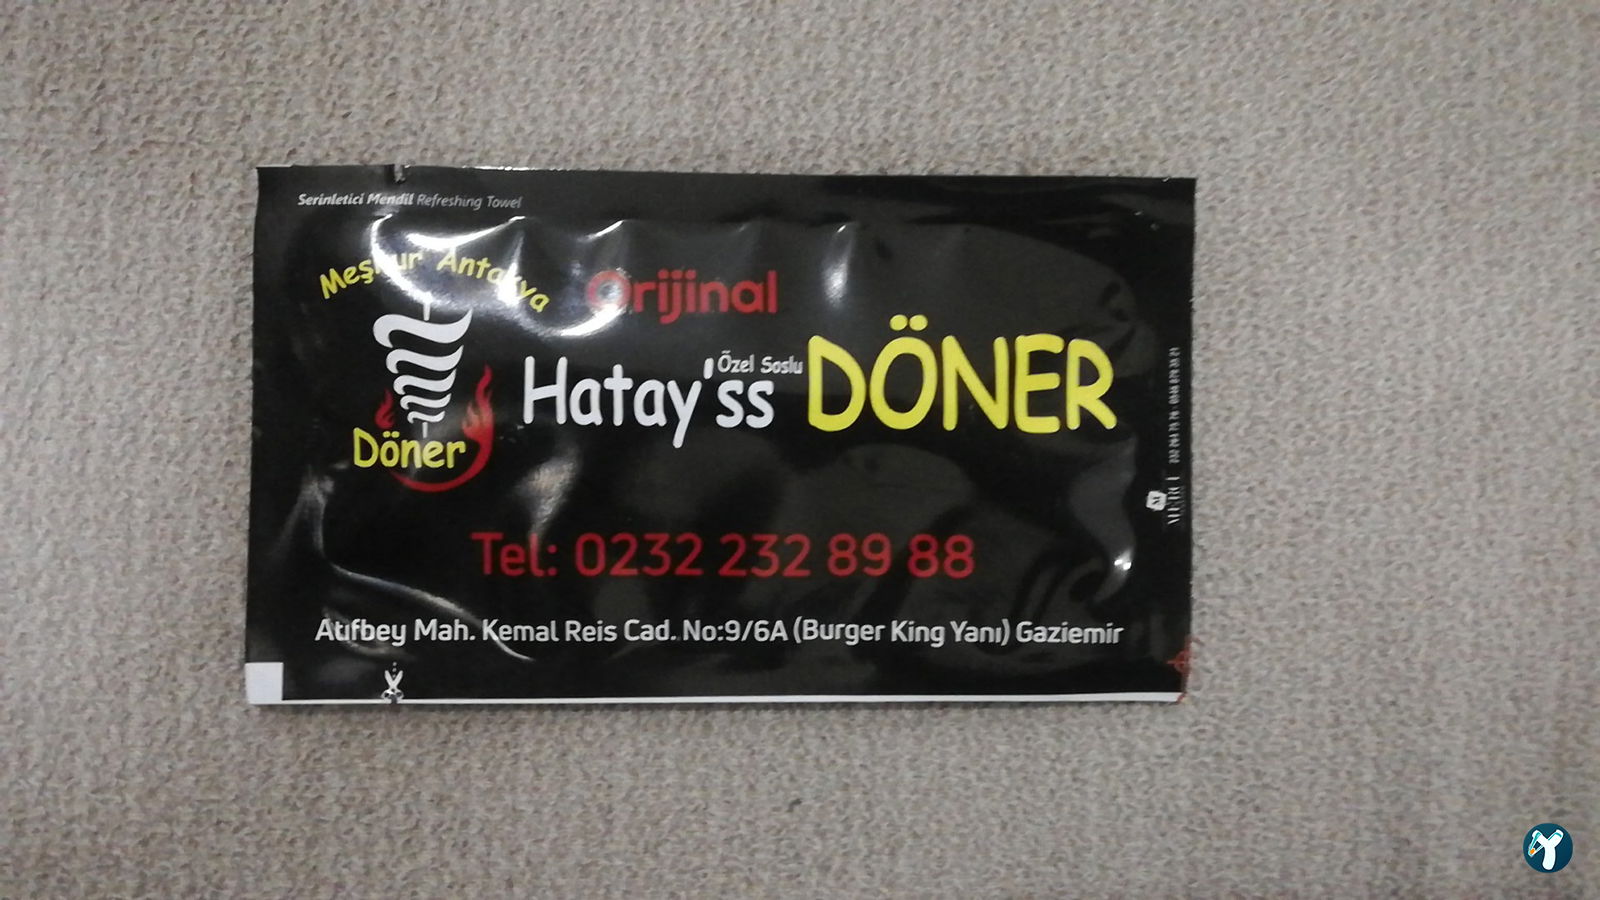 Serinletici Mendil Refreshing Towel
Meşhur Antakya
Döner
Orijinal
Özel Soslu
Hatay'ss DÖNER
Tel: 0232 232 89 88
Atıfbey Mah. Kemal Reis Cad. No:9/6A (Burger King Yanı) Gaziemir